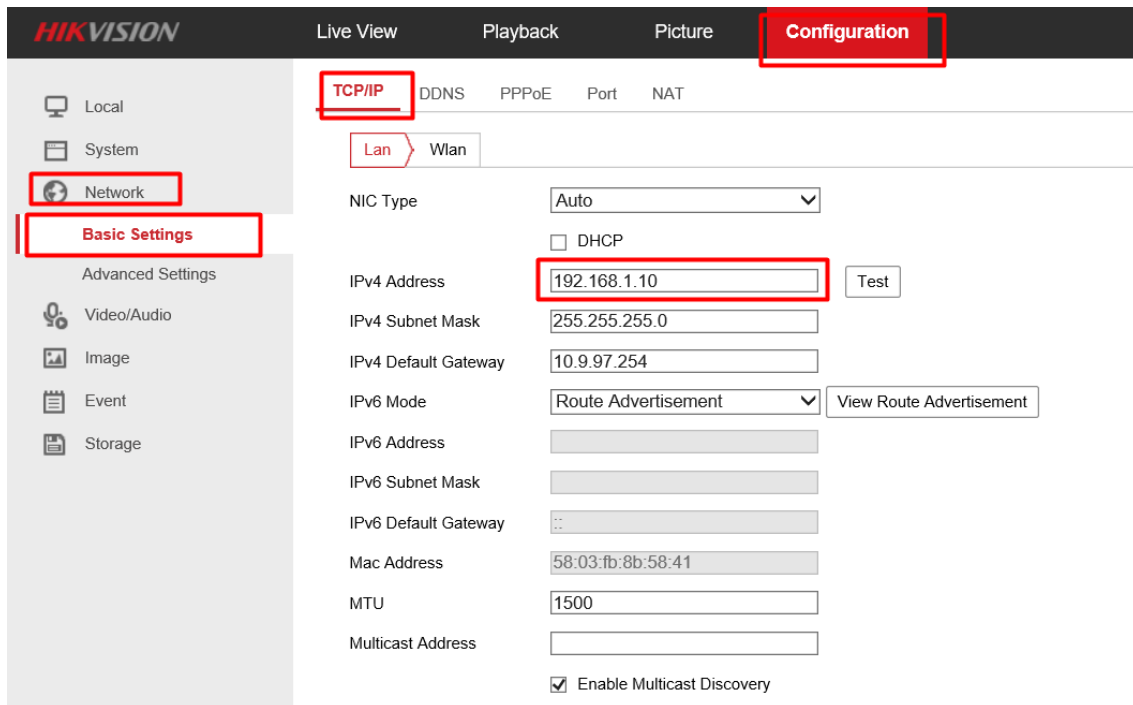 HIKVISION Live View Playback Picture Configuration
Local
System
Network
Basic Settings
Advanced Settings
Video/Audio
Image
Event
Storage
TCP/IP DDNS PPPoE Port NAT
Lan Wlan
NIC Type Auto
DHCP
IPv4 Address 192.168.1.10 Test
IPv4 Subnet Mask 255.255.255.0
IPv4 Default Gateway 10.9.97.254
IPv6 Mode Route Advertisement View Route Advertisement
IPv6 Address
IPv6 Subnet Mask
IPv6 Default Gateway ::
Mac Address 58:03:fb:8b:58:41
MTU 1500
Multicast Address
Enable Multicast Discovery